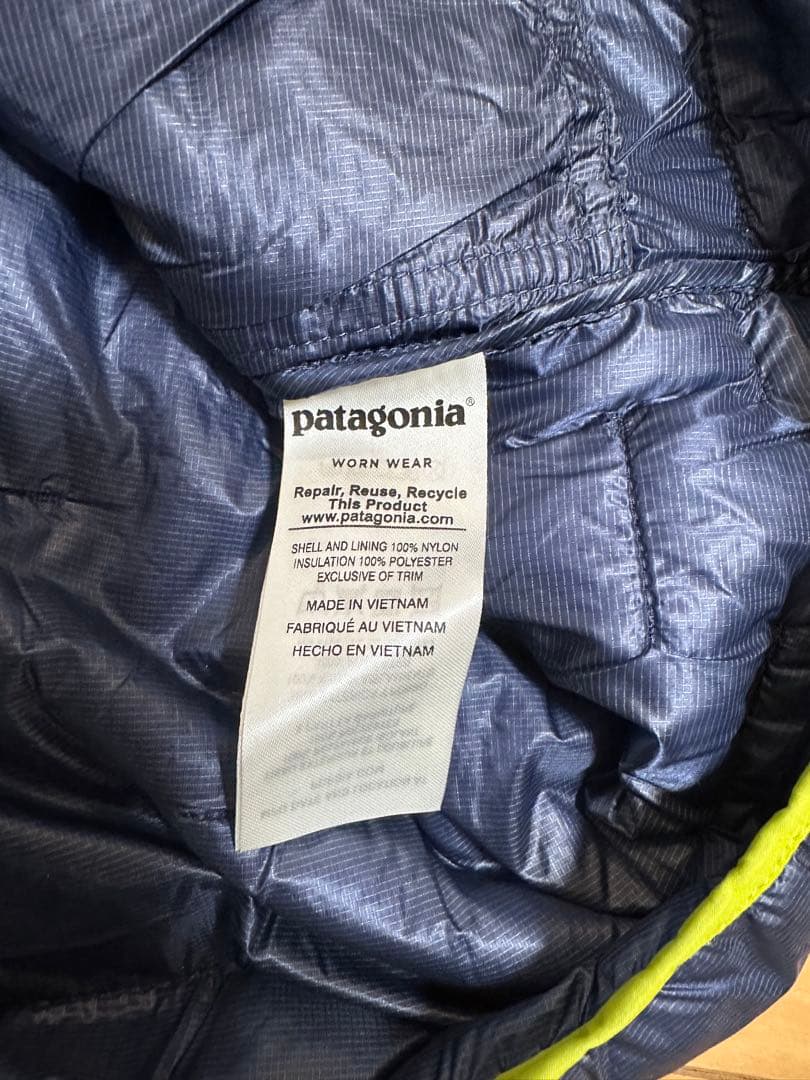 patagonia®
WORN WEAR
Repair, Reuse, Recycle
This Product
www.patagonia.com
SHELL AND LINING 100% NYLON
INSULATION 100% POLYESTER
EXCLUSIVE OF TRIM
MADE IN VIETNAM
FABRIQUÉ AU VIETNAM
HECHO EN VIETNAM